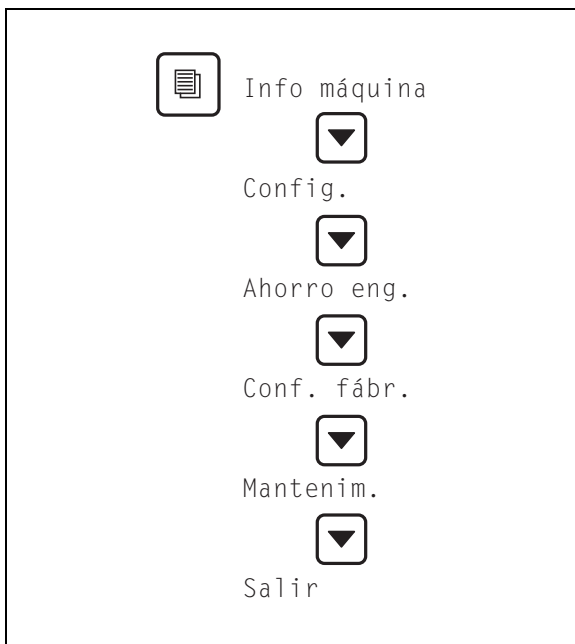 Info máquina
Config.
Ahorro eng.
Conf. fábr.
Mantenim.
Salir